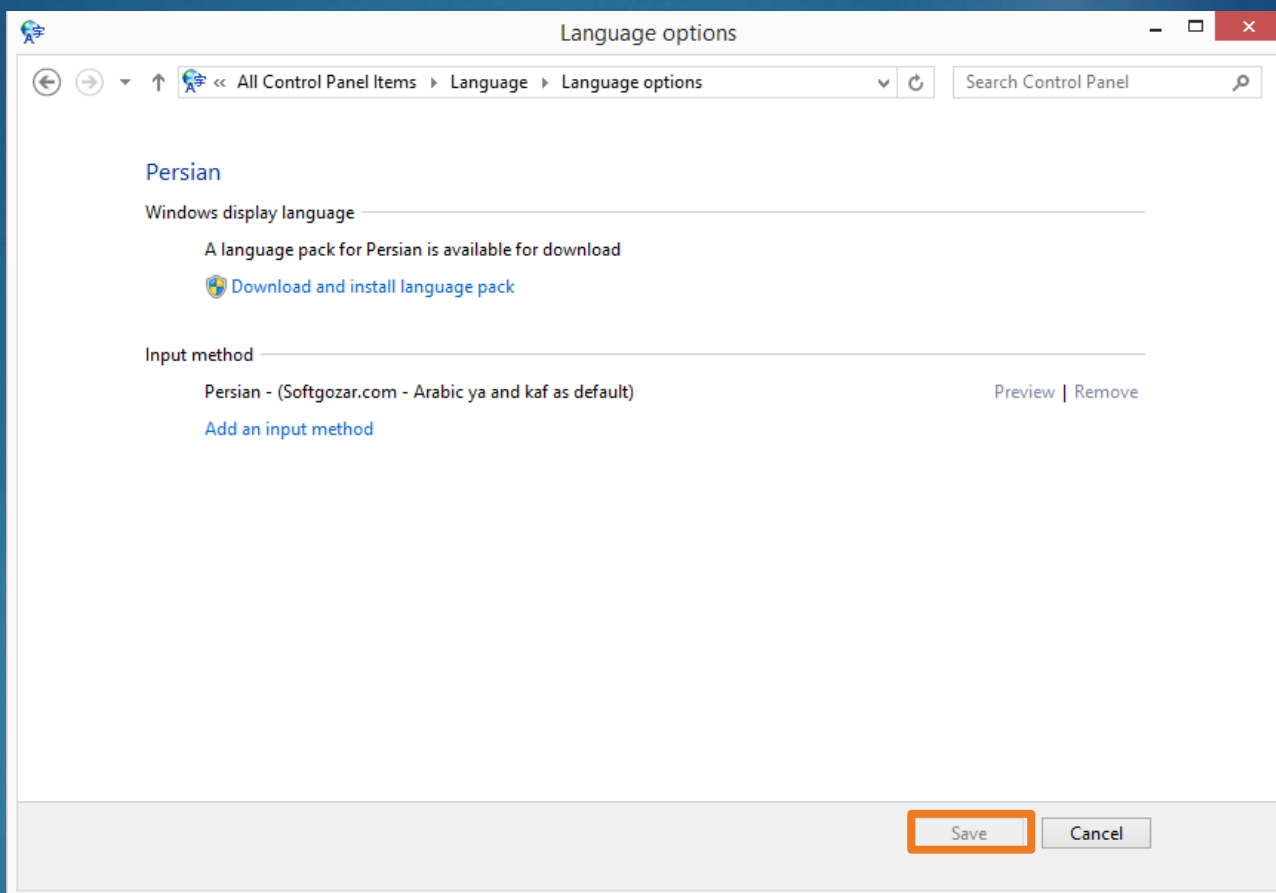 Language options
« All Control Panel Items Language Language options Search Control Panel
Persian
Windows display language
A language pack for Persian is available for download
Download and install language pack
Input method
Persian - (Softgozar.com - Arabic ya and kaf as default) Preview | Remove
Add an input method
Save Cancel